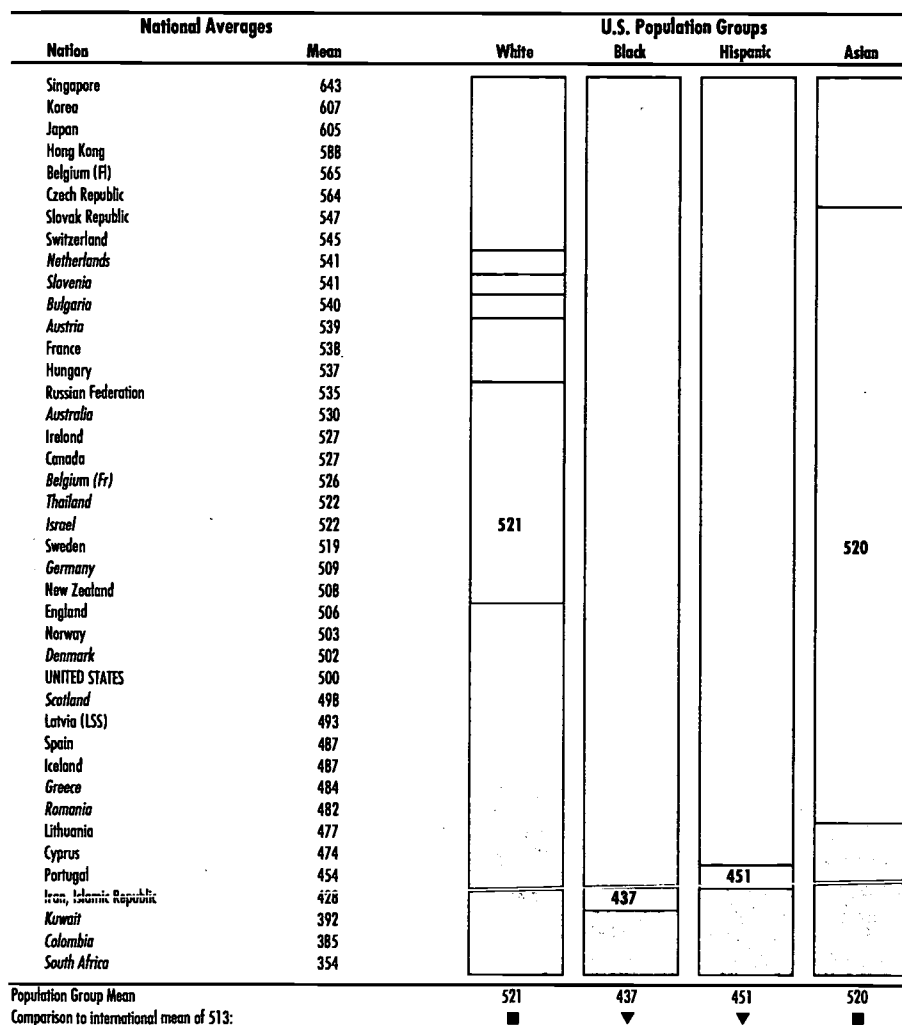 National Averages U.S. Population Groups
Nation Mean White Black Hispanic Asian
Singapore 643
Korea 607
Japan 605
Hong Kong 588
Belgium (Fl) 565
Czech Republic 564
Slovak Republic 547
Switzerland 545
Netherlands 541
Slovenia 541
Bulgaria 540
Austria 539
France 538
Hungary 537
Russian Federation 535
Australia 530
Ireland 527
Canada 527
Belgium (Fr) 526
Thailand 522
Israel 522 521
Sweden 519 520
Germany 509
New Zealand 508
England 506
Norway 503
Denmark 502
UNITED STATES 500
Scotland 498
Latvia (LSS) 493
Spain 487
Iceland 487
Greece 484
Romania 482
Lithuania 477
Cyprus 474
Portugal 454 451
Iran, Islamic Republic 428 437
Kuwait 392
Colombia 385
South Africa 354
Population Group Mean 521 437 451 520
Comparison to international mean of 513: ■ ▼ ▼ ■